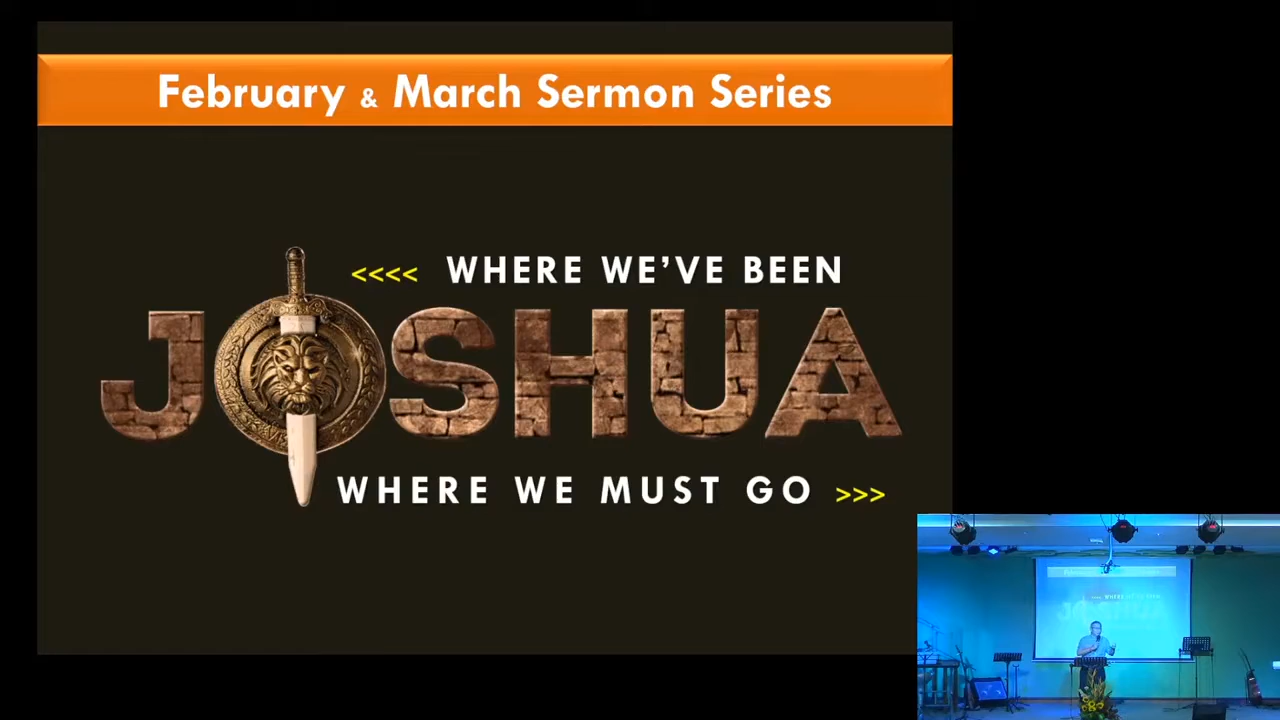 February & March Sermon Series
<<<< WHERE WE’VE BEEN
JOSHUA
WHERE WE MUST GO >>>